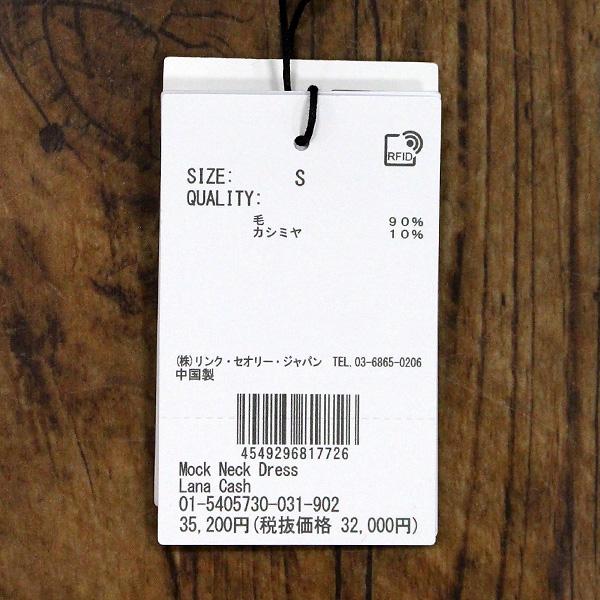 RFID
SIZE: S
QUALITY:
毛 90%
カシミヤ 10%
(株)リンク・セオリー・ジャパン TEL.03-6865-0206
中国製
4549296817726
Mock Neck Dress
Lana Cash
01-5405730-031-902
35,200円(税抜価格 32,000円)